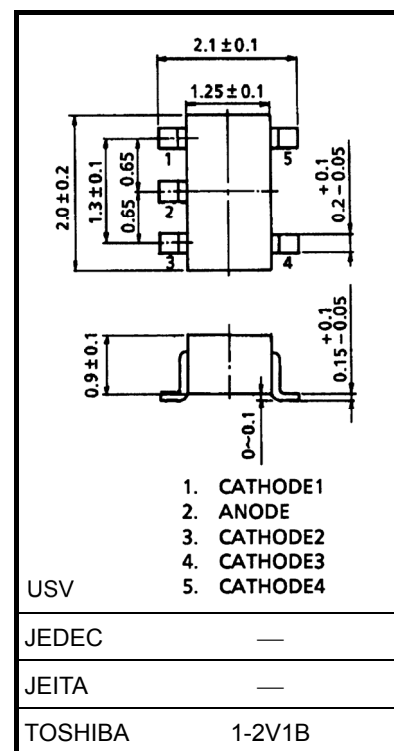 2.1±0.1
1.25±0.1
2.0±0.2
1.3±0.1
0.65
0.65
1
2
3
5
4
+0.1
0.2-0.05
0.9±0.1
+0.1
0.15-0.05
0~0.1
1. CATHODE1
2. ANODE
3. CATHODE2
4. CATHODE3
5. CATHODE4
USV
JEDEC —
JEITA —
TOSHIBA 1-2V1B